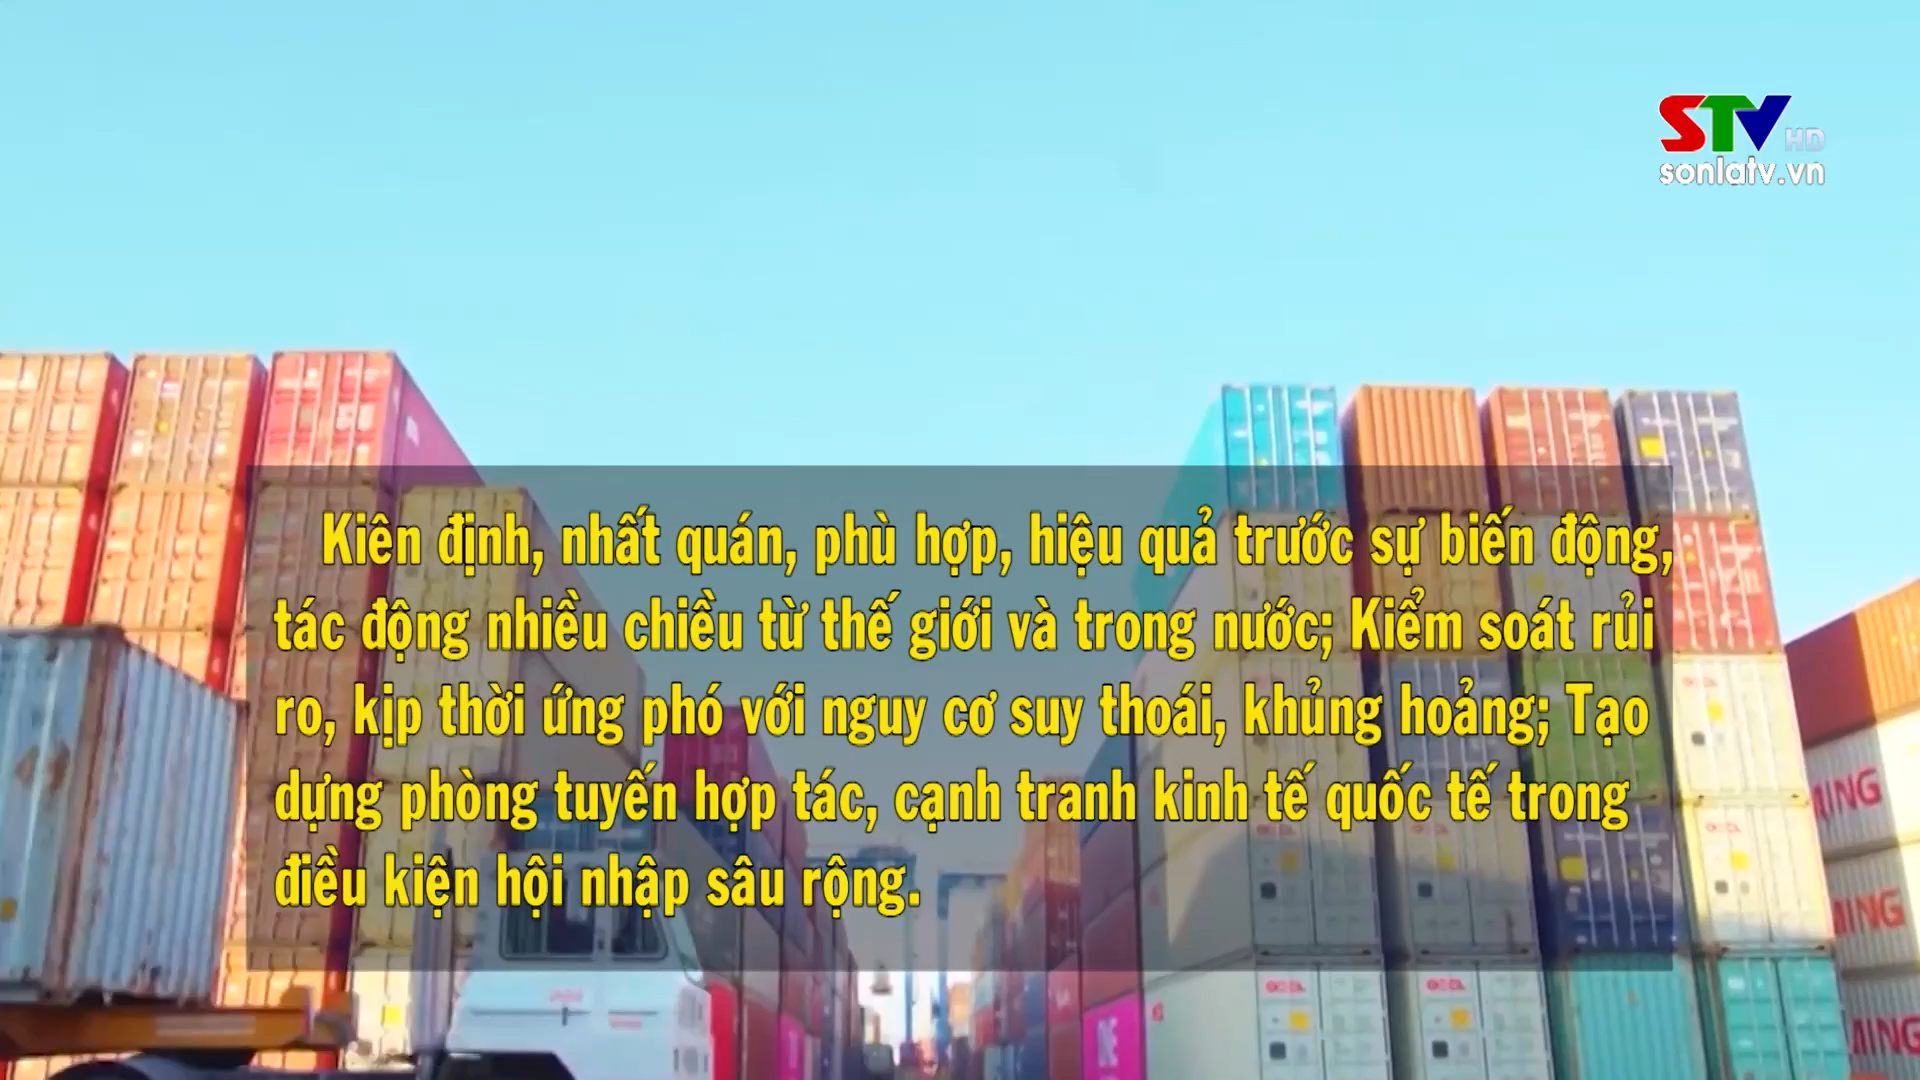 STV HD
sonlatv.vn
Kiên định, nhất quán, phù hợp, hiệu quả trước sự biến động,
tác động nhiều chiều từ thế giới và trong nước; Kiểm soát rủi
ro, kịp thời ứng phó với nguy cơ suy thoái, khủng hoảng; Tạo
dựng phòng tuyến hợp tác, cạnh tranh kinh tế quốc tế trong
điều kiện hội nhập sâu rộng.